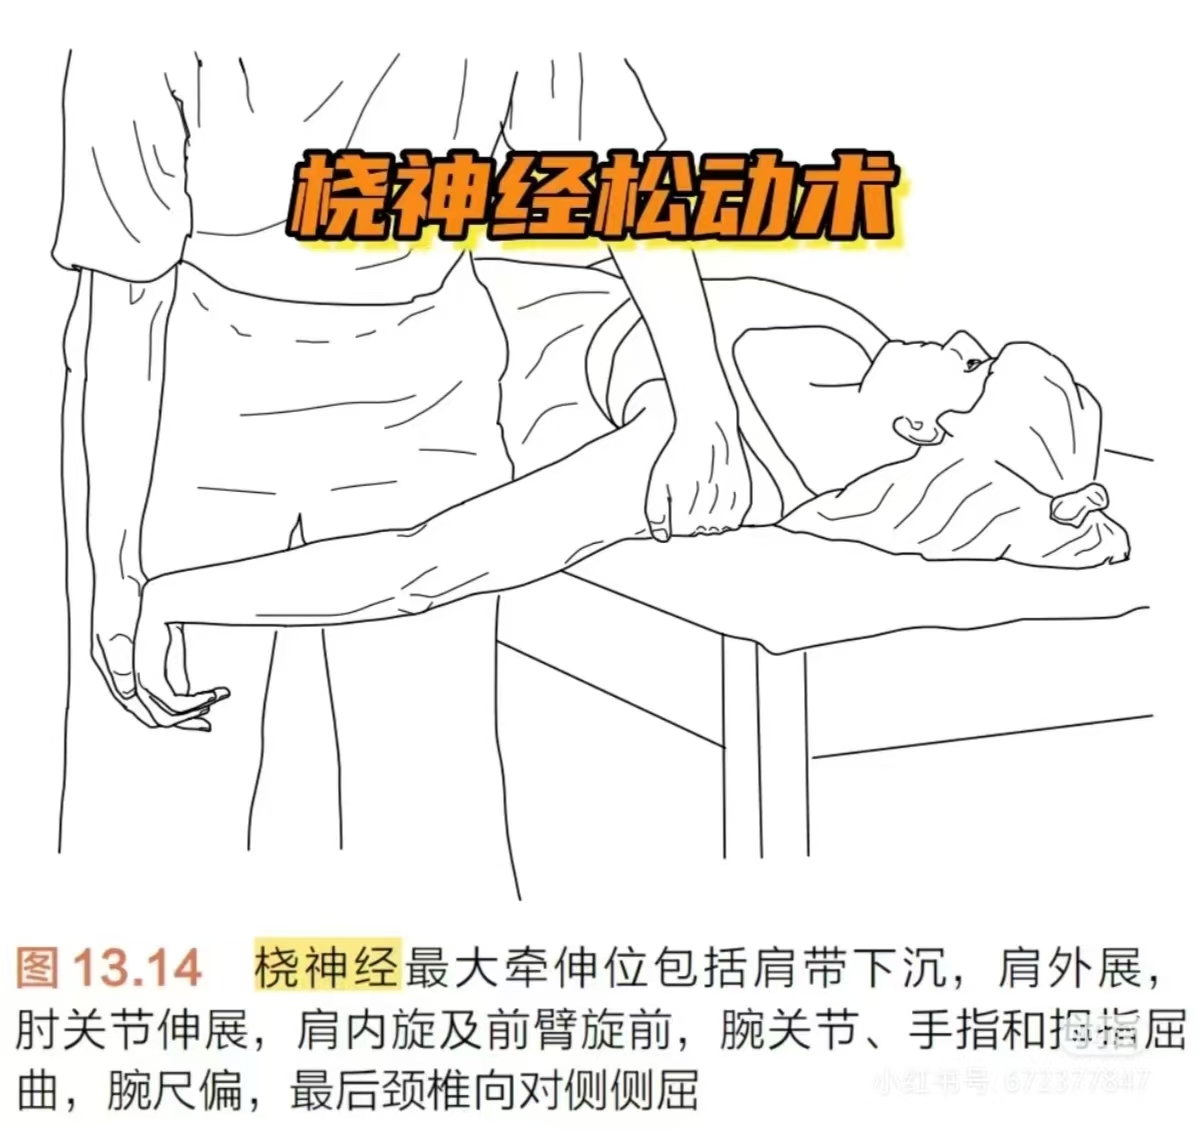 桡神经松动术
图 13.14 桡神经最大牵伸位包括肩带下沉，肩外展，
肘关节伸展，肩内旋及前臂旋前，腕关节、手指和拇指屈
曲，腕尺偏，最后颈椎向对侧侧屈
小红书号 672377847